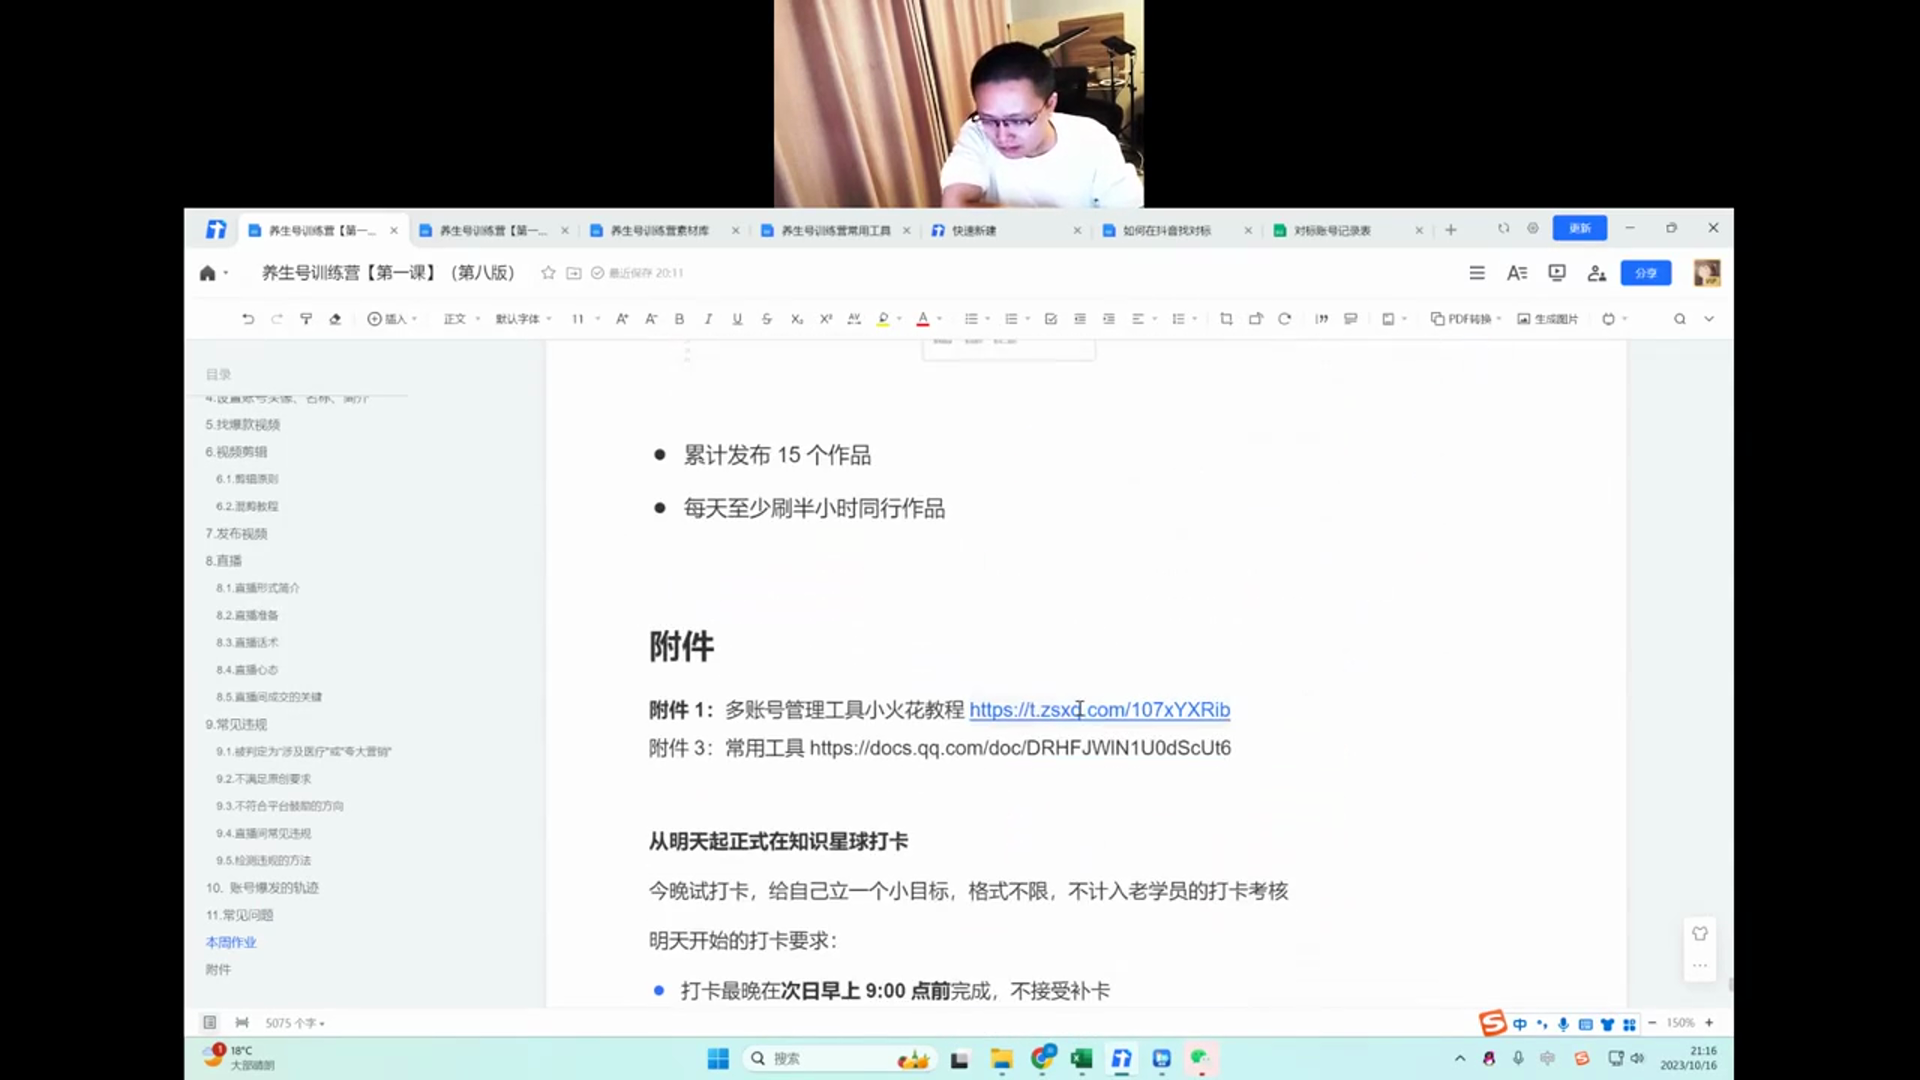 养生号训练营【第一...
养生号训练营【第一...
养生号训练营素材库
养生号训练营常用工具
快速新建
如何在抖音找对标
对标账号记录表
更新
养生号训练营【第一课】（第八版）
最近保存 20:11
分享
插入
正文
默认字体
11
PDF转换
生成图片
目录
4.设置账号头像、名称、简介
5.找爆款视频
6.视频剪辑
6.1.剪辑原则
6.2.混剪教程
7.发布视频
8.直播
8.1.直播形式简介
8.2.直播准备
8.3.直播话术
8.4.直播心态
8.5.直播间成交的关键
9.常见违规
9.1.被判定为“涉及医疗”或“夸大营销”
9.2.不满足原创要求
9.3.不符合平台鼓励的方向
9.4.直播间常见违规
9.5.检测违规的方法
10. 账号爆发的轨迹
11.常见问题
本周作业
附件
累计发布 15 个作品
每天至少刷半小时同行作品
附件
附件 1：多账号管理工具小火花教程 https://t.zsxq.com/107xYXRib
附件 3：常用工具 https://docs.qq.com/doc/DRHFJWlN1U0dScUt6
从明天起正式在知识星球打卡
今晚试打卡，给自己立一个小目标，格式不限，不计入老学员的打卡考核
明天开始的打卡要求：
打卡最晚在次日早上 9:00 点前完成，不接受补卡
5075 个字
中
150%
1
18°C
大部晴朗
搜索
21:16
2023/10/16